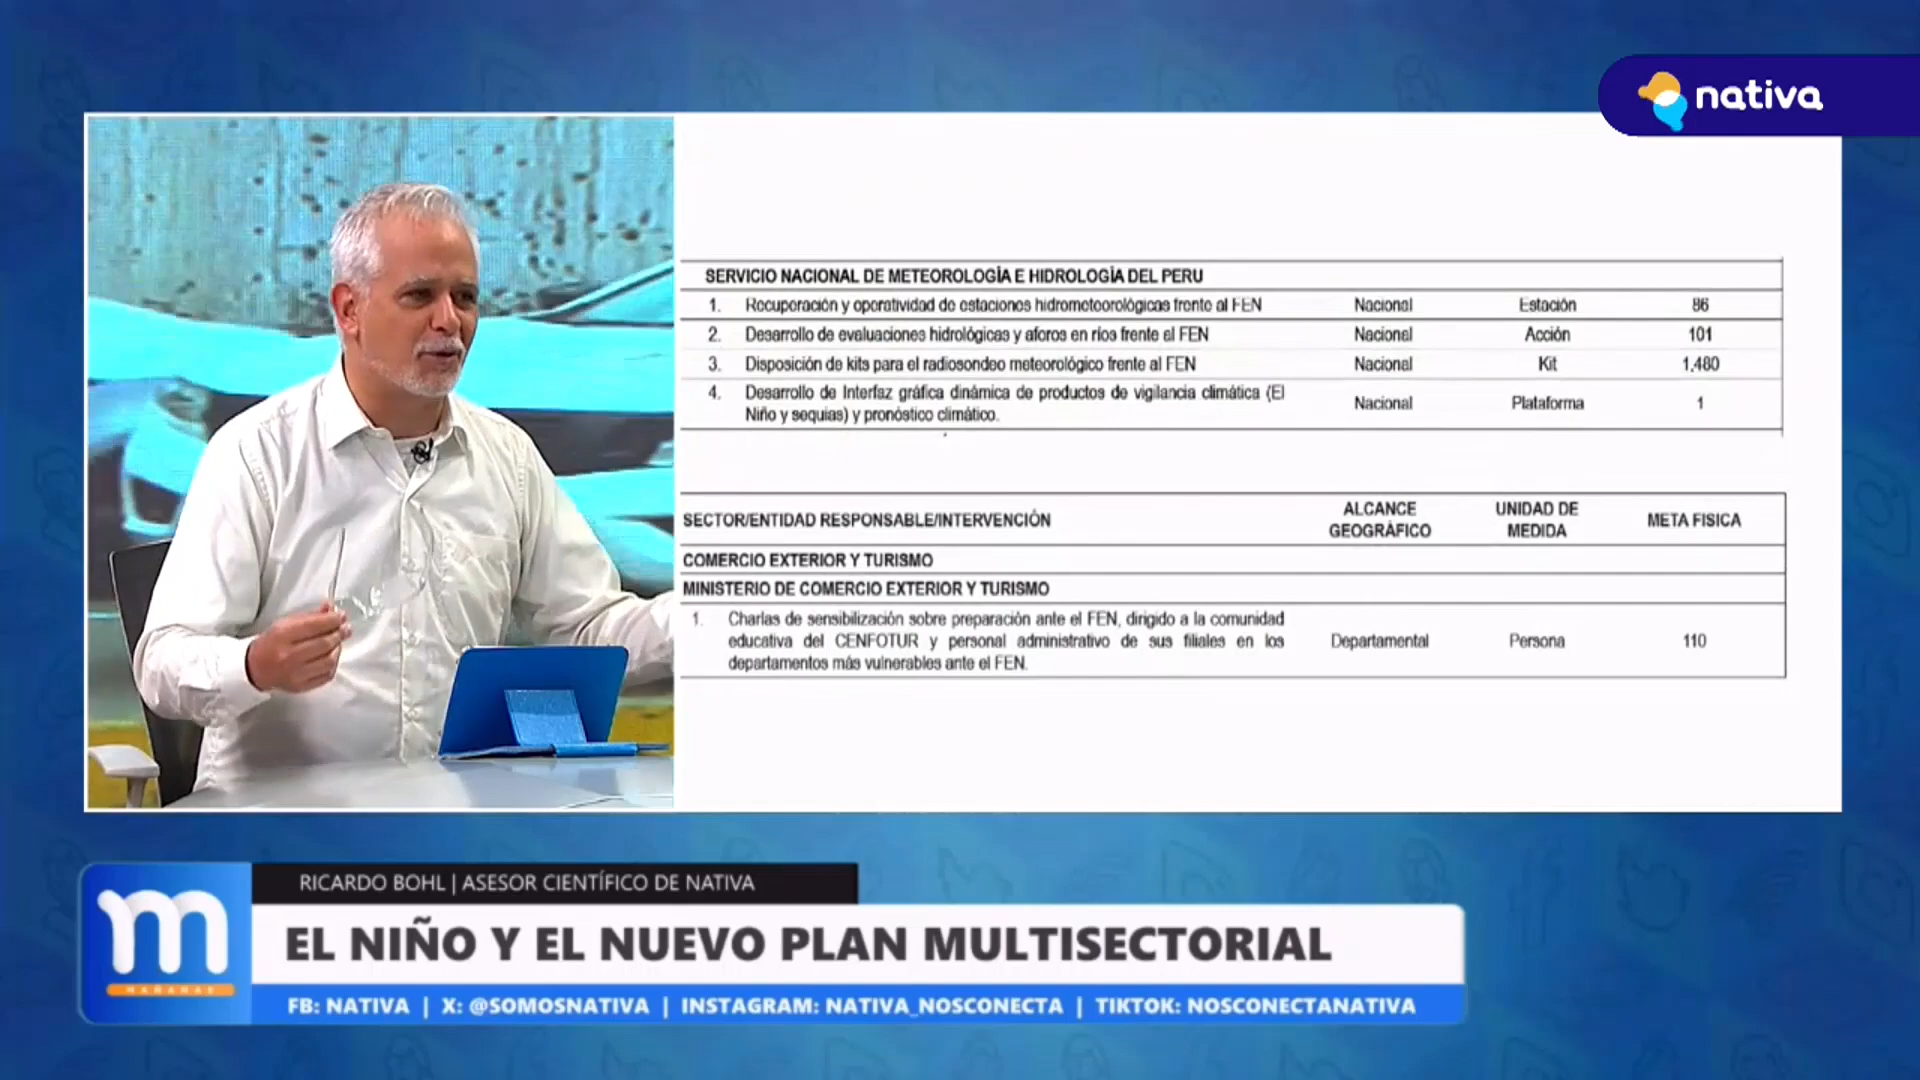 nativa
SERVICIO NACIONAL DE METEOROLOGÍA E HIDROLOGÍA DEL PERU
1. Recuperación y operatividad de estaciones hidrometeorológicas frente al FEN Nacional Estación 86
2. Desarrollo de evaluaciones hidrológicas y aforos en ríos frente al FEN Nacional Acción 101
3. Disposición de kits para el radiosondeo meteorológico frente al FEN Nacional Kit 1,480
4. Desarrollo de Interfaz gráfica dinámica de productos de vigilancia climática (El
Niño y sequias) y pronóstico climático. Nacional Plataforma 1
SECTOR/ENTIDAD RESPONSABLE/INTERVENCIÓN
ALCANCE
GEOGRÁFICO
UNIDAD DE
MEDIDA
META FISICA
COMERCIO EXTERIOR Y TURISMO
MINISTERIO DE COMERCIO EXTERIOR Y TURISMO
1. Charlas de sensibilización sobre preparación ante el FEN, dirigido a la comunidad
educativa del CENFOTUR y personal administrativo de sus filiales en los
departamentos más vulnerables ante el FEN.
Departamental Persona 110
RICARDO BOHL | ASESOR CIENTÍFICO DE NATIVA
m
MAÑANAS
EL NIÑO Y EL NUEVO PLAN MULTISECTORIAL
FB: NATIVA | X: @SOMOSNATIVA | INSTAGRAM: NATIVA_NOSCONECTA | TIKTOK: NOSCONECTANATIVA